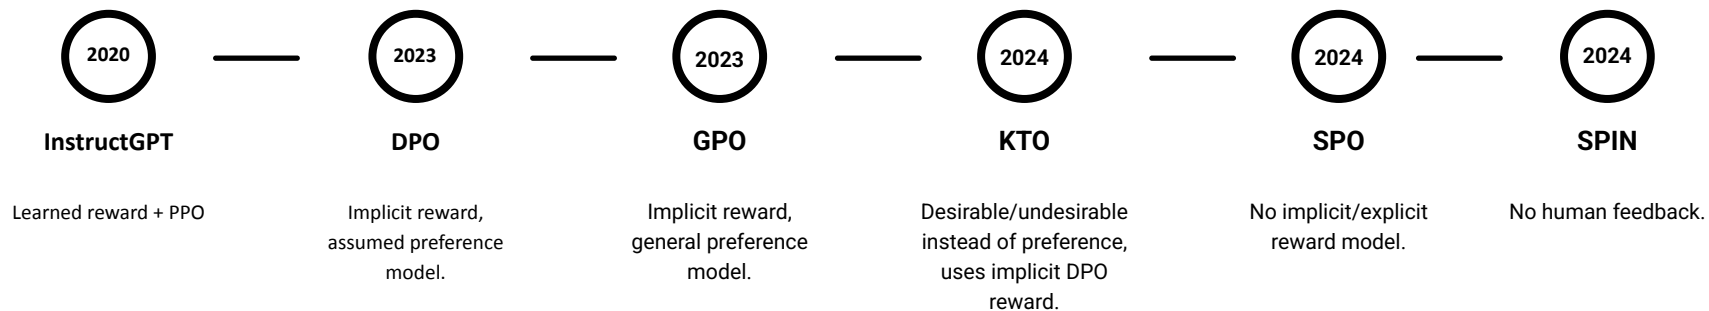 2020
InstructGPT
Learned reward + PPO
2023
DPO
Implicit reward,
assumed preference
model.
2023
GPO
Implicit reward,
general preference
model.
2024
KTO
Desirable/undesirable
instead of preference,
uses implicit DPO
reward.
2024
SPO
No implicit/explicit
reward model.
2024
SPIN
No human feedback.